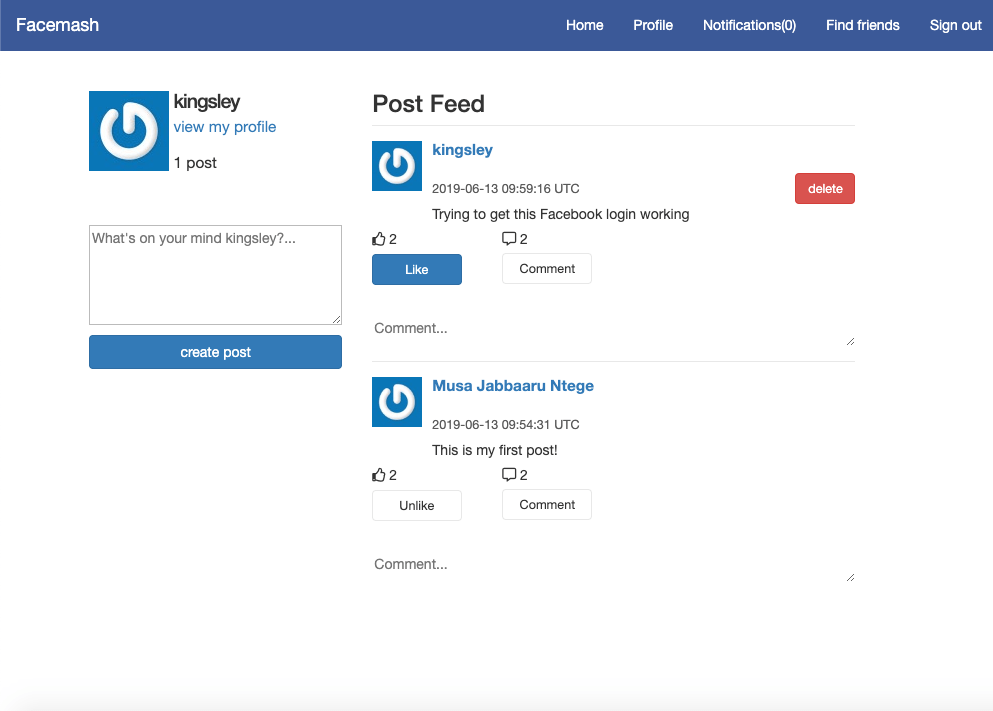 Facemash
Home Profile Notifications(0) Find friends Sign out
kingsley
view my profile
1 post
What's on your mind kingsley?...
create post
Post Feed
kingsley
2019-06-13 09:59:16 UTC
delete
Trying to get this Facebook login working
2 2
Like Comment
Comment...
Musa Jabbaaru Ntege
2019-06-13 09:54:31 UTC
This is my first post!
2 2
Unlike Comment
Comment...